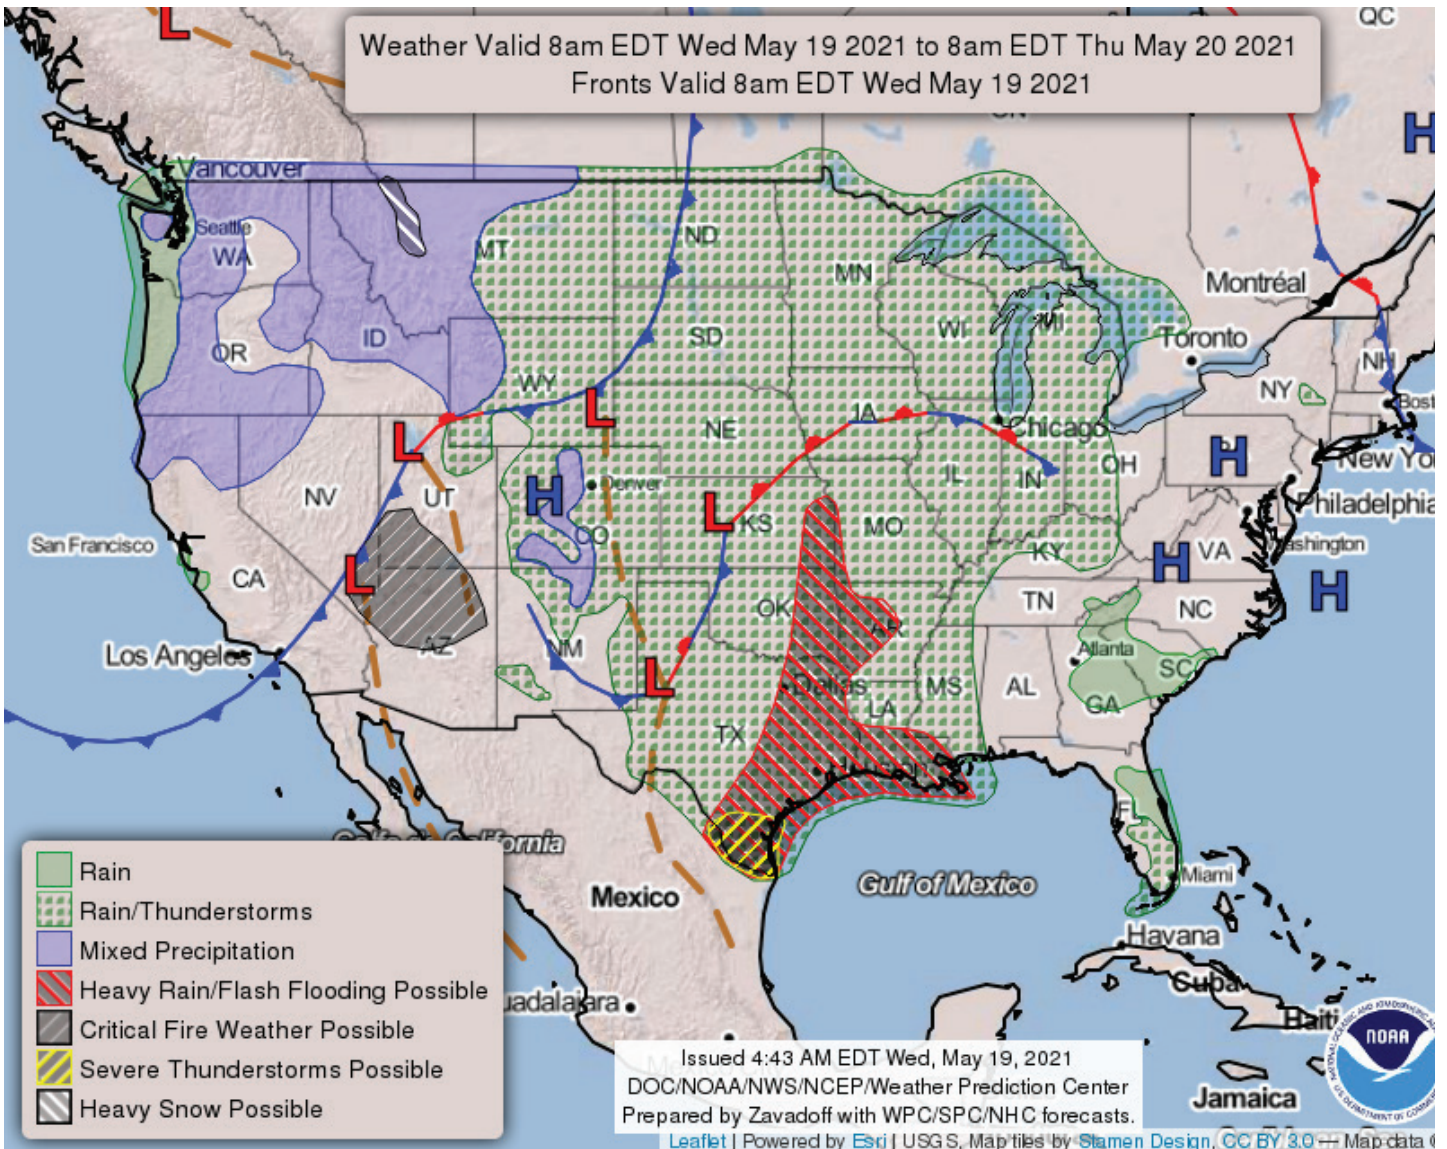 L
QC
Weather Valid 8am EDT Wed May 19 2021 to 8am EDT Thu May 20 2021
Fronts Valid 8am EDT Wed May 19 2021
H
Vancouver
Seattle
WA
MT
ND
MN
Montréal
OR
ID
SD
WI
MI
Toronto
NH
WY
NY
L
L
NE
IA
Chicago
H
NV
UT
H
Denver
L
KS
MO
IL
IN
OH
New Yo
Philadelphia
San Francisco
CA
CO
KY
H
VA
Washington
L
AZ
NM
OK
AR
TN
NC
H
Los Angeles
L
Dallas
MS
AL
Atlanta
SC
GA
TX
LA
Houston
FL
Golfo de California
Gulf of Mexico
Miami
Mexico
Havana
Cuba
Haiti
uadalajara
Jamaica
Rain
Rain/Thunderstorms
Mixed Precipitation
Heavy Rain/Flash Flooding Possible
Critical Fire Weather Possible
Severe Thunderstorms Possible
Heavy Snow Possible
NOAA
Issued 4:43 AM EDT Wed, May 19, 2021
DOC/NOAA/NWS/NCEP/Weather Prediction Center
Prepared by Zavadoff with WPC/SPC/NHC forecasts.
Leaflet | Powered by Esri | USGS, Map tiles by Stamen Design, CC BY 3.0 — Map data ©